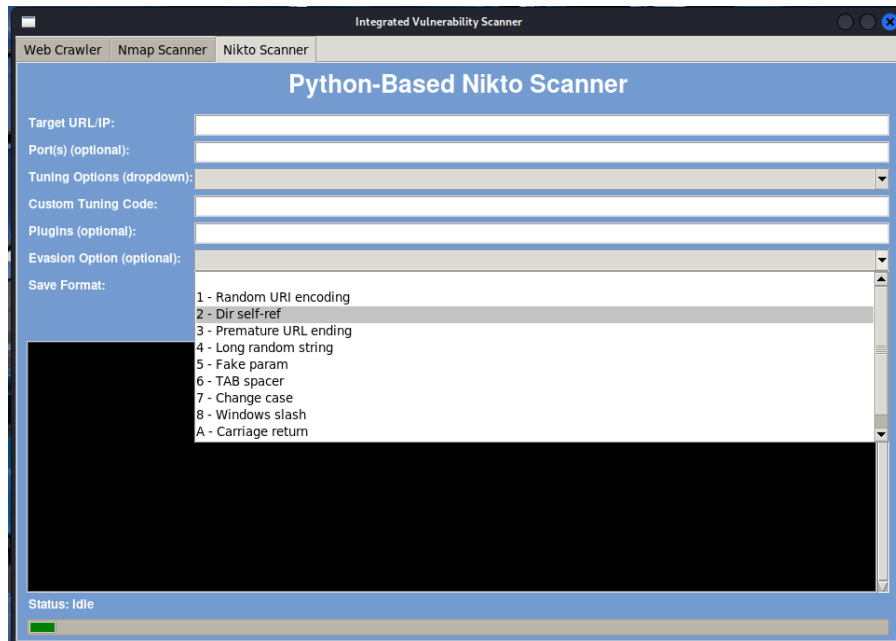 Integrated Vulnerability Scanner
Web Crawler Nmap Scanner Nikto Scanner
Python-Based Nikto Scanner
Target URL/IP:
Port(s) (optional):
Tuning Options (dropdown):
Custom Tuning Code:
Plugins (optional):
Evasion Option (optional):
Save Format:
1 - Random URI encoding
2 - Dir self-ref
3 - Premature URL ending
4 - Long random string
5 - Fake param
6 - TAB spacer
7 - Change case
8 - Windows slash
A - Carriage return
Status: Idle